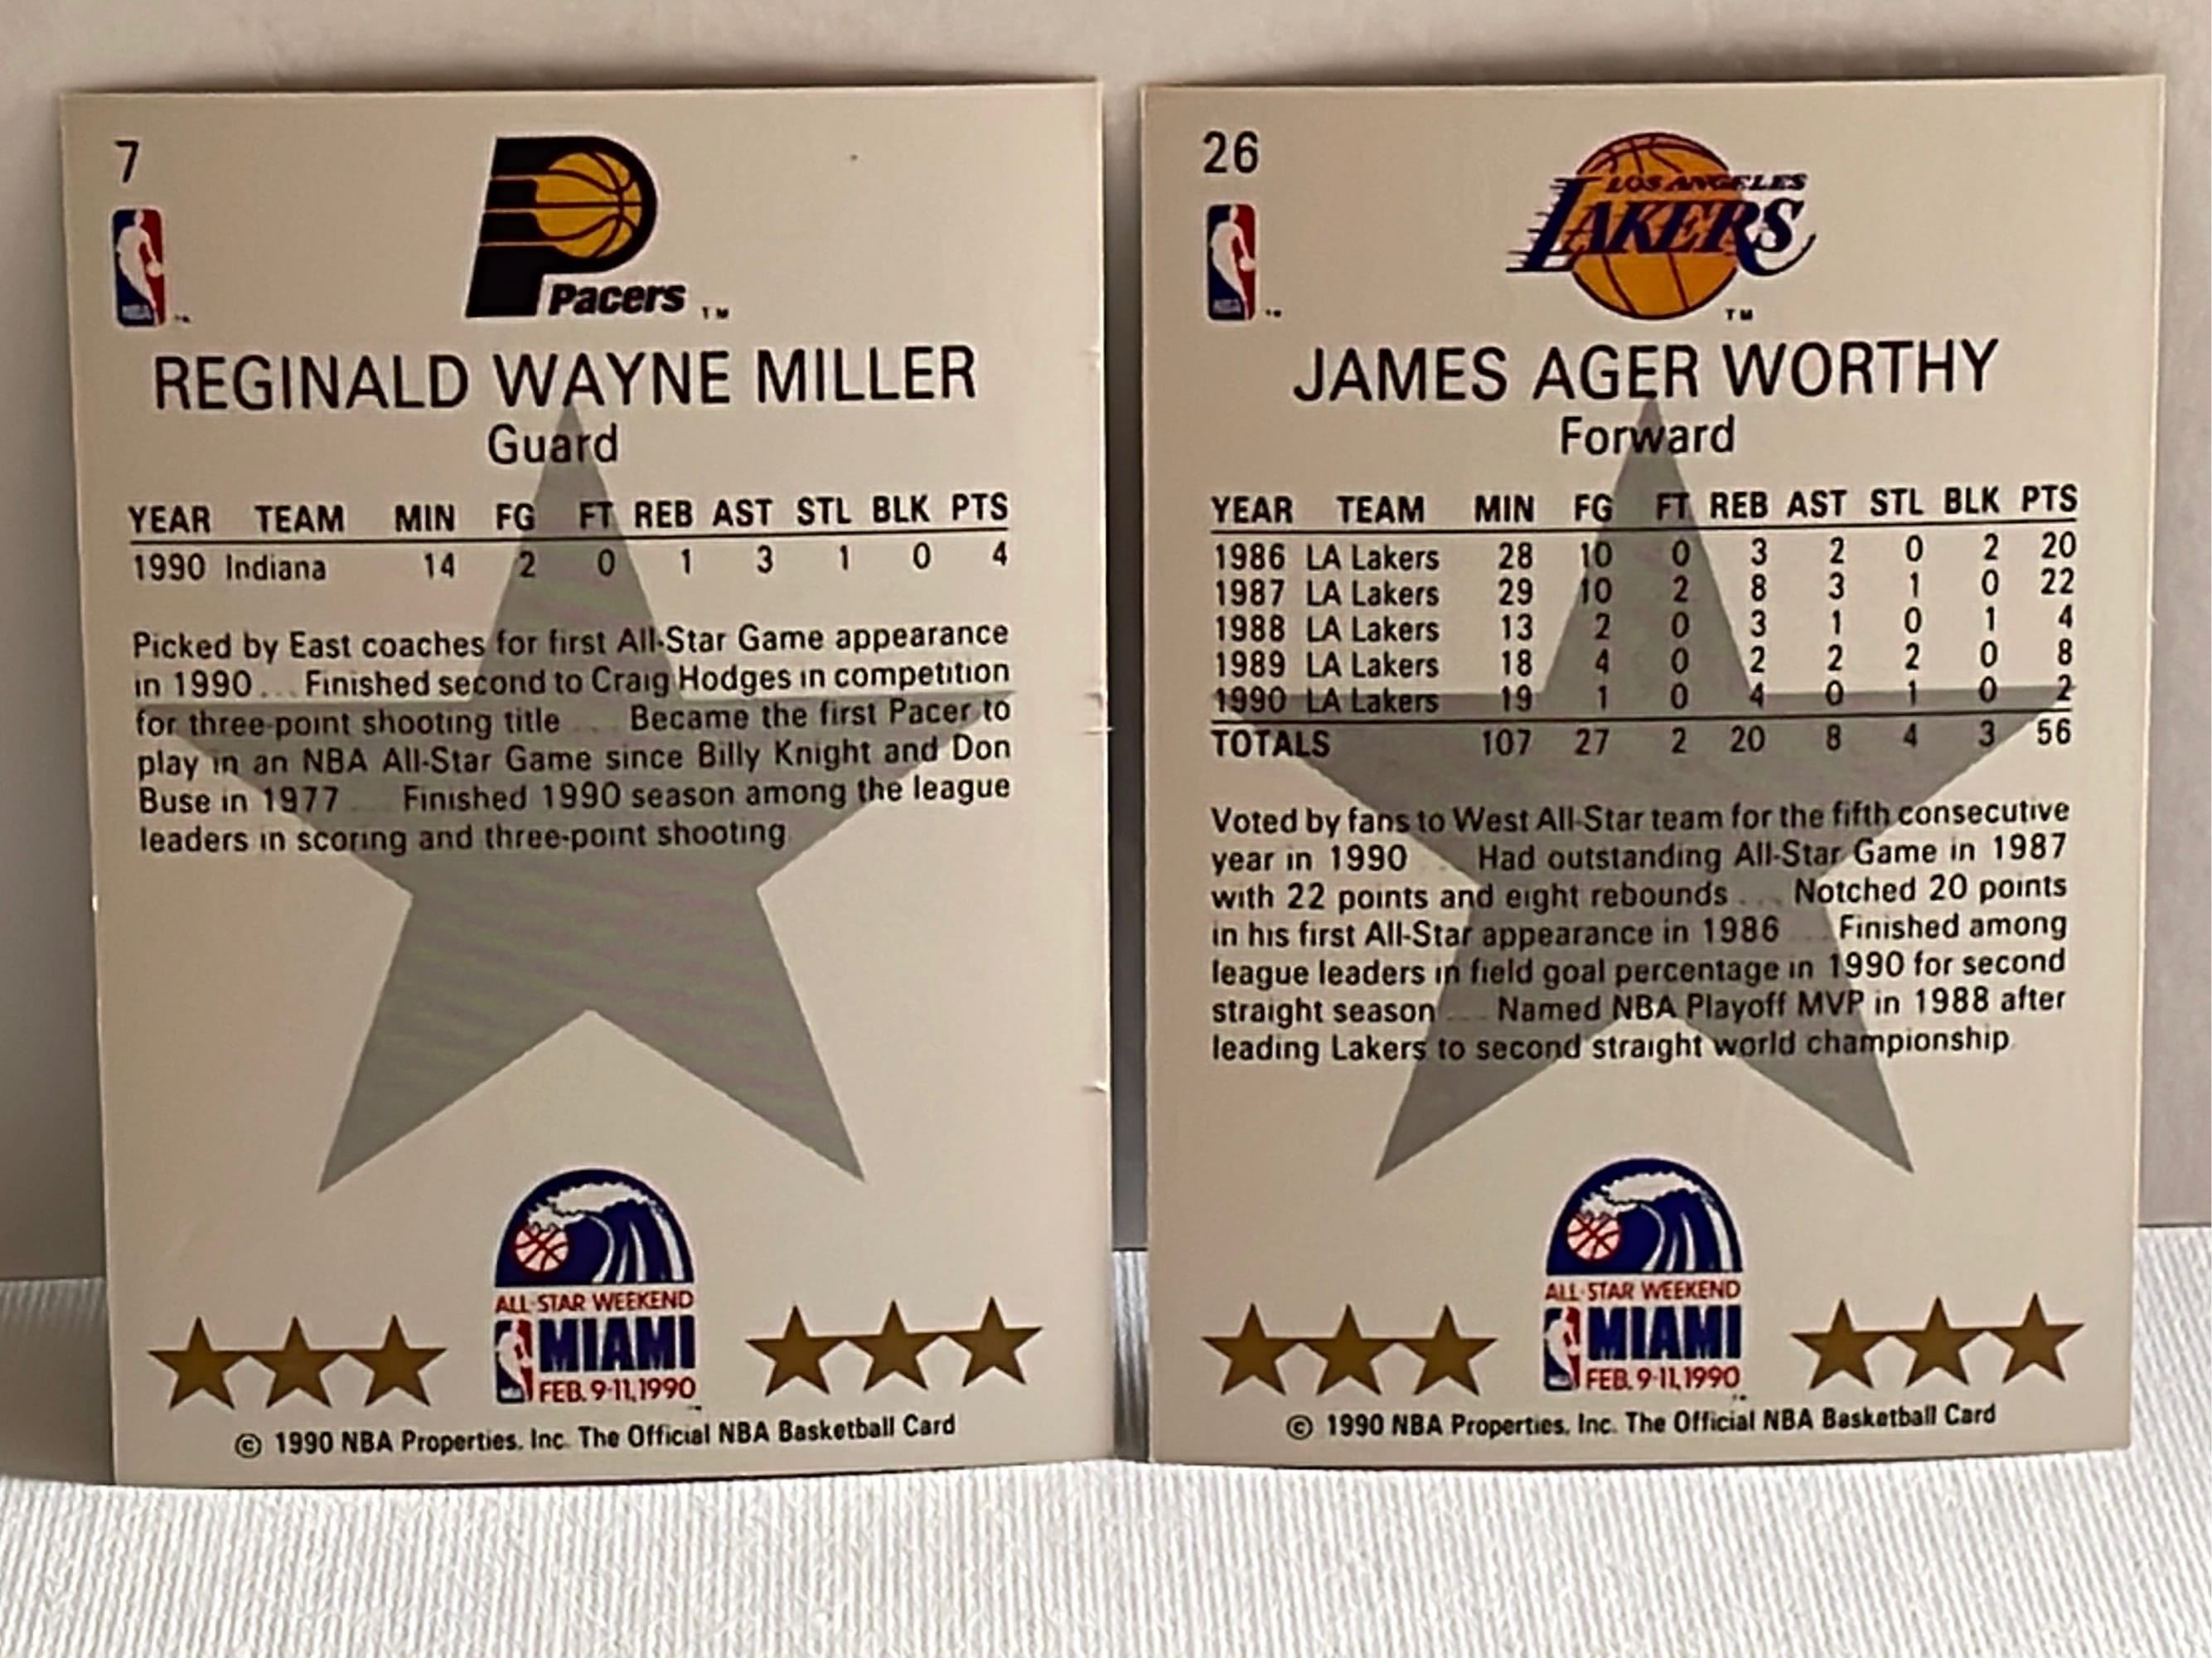 7
Pacers ™
NBA
REGINALD WAYNE MILLER
Guard
YEAR TEAM MIN FG FT REB AST STL BLK PTS
1990 Indiana 14 2 0 1 3 1 0 4
Picked by East coaches for first All-Star Game appearance
in 1990 . . . Finished second to Craig Hodges in competition
for three-point shooting title . . . Became the first Pacer to
play in an NBA All-Star Game since Billy Knight and Don
Buse in 1977 . . . Finished 1990 season among the league
leaders in scoring and three-point shooting.
ALL-STAR WEEKEND
MIAMI
NBA
FEB. 9-11, 1990
© 1990 NBA Properties, Inc. The Official NBA Basketball Card
26
LOS ANGELES
LAKERS
™
NBA
JAMES AGER WORTHY
Forward
YEAR TEAM MIN FG FT REB AST STL BLK PTS
1986 LA Lakers 28 10 0 3 2 0 2 20
1987 LA Lakers 29 10 2 8 3 1 0 22
1988 LA Lakers 13 2 0 3 1 0 1 4
1989 LA Lakers 18 4 0 2 2 2 0 8
1990 LA Lakers 19 1 0 4 0 1 0 2
TOTALS 107 27 2 20 8 4 3 56
Voted by fans to West All-Star team for the fifth consecutive
year in 1990 . . . Had outstanding All-Star Game in 1987
with 22 points and eight rebounds . . . Notched 20 points
in his first All-Star appearance in 1986 . . . Finished among
league leaders in field goal percentage in 1990 for second
straight season . . . Named NBA Playoff MVP in 1988 after
leading Lakers to second straight world championship.
ALL-STAR WEEKEND
MIAMI
FEB. 9-11, 1990
© 1990 NBA Properties, Inc. The Official NBA Basketball Card